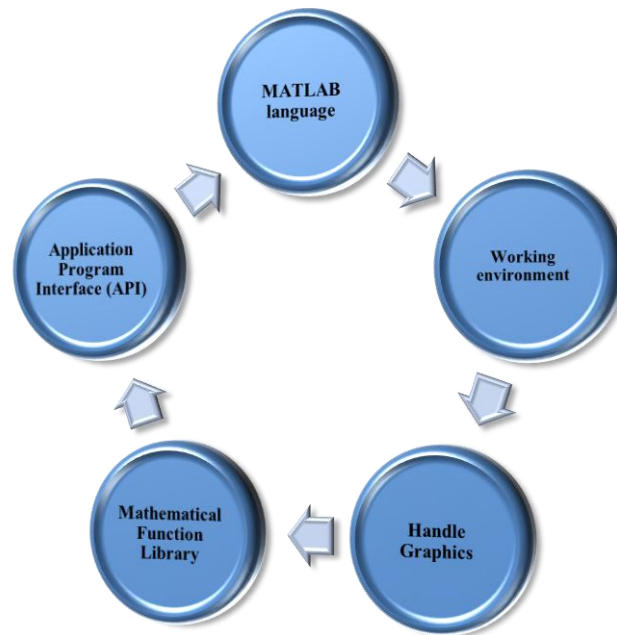 MATLAB
language
Working
environment
Handle
Graphics
Mathematical
Function
Library
Application
Program
Interface (API)